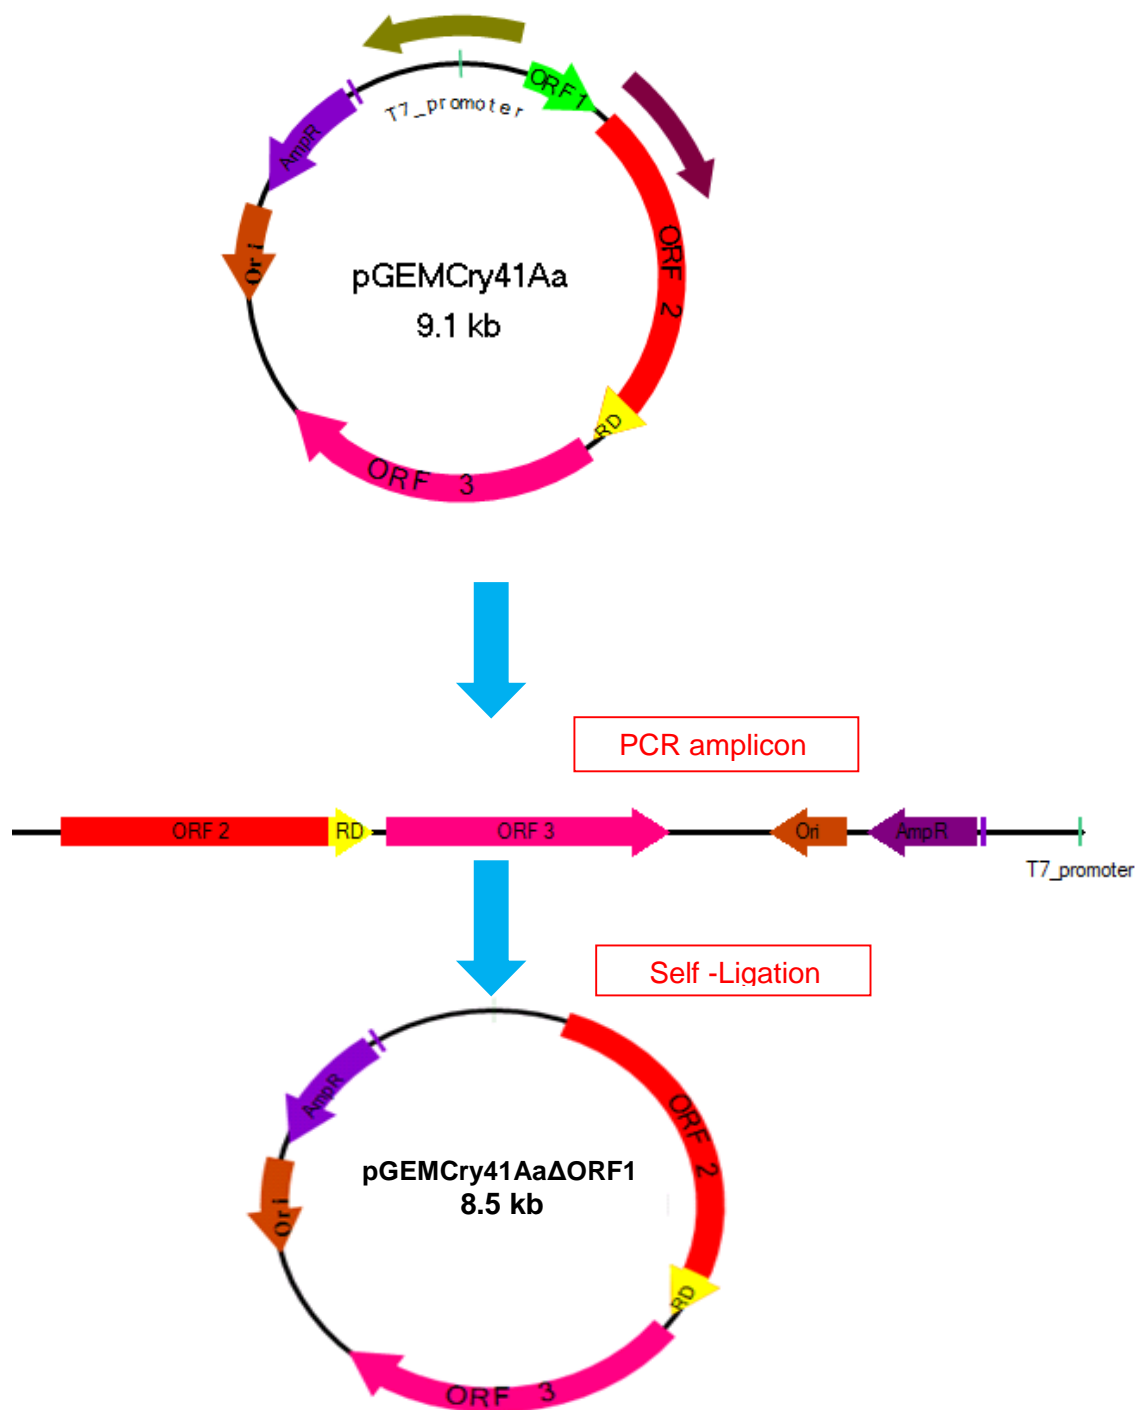 ORF1
T7_promoter
AmpR
Ori
ORF 2
pGEMCry41Aa
9.1 kb
RD
ORF 3
PCR amplicon
ORF 2
RD
ORF 3
Ori
AmpR
T7_promoter
Self -Ligation
AmpR
ORF 2
pGEMCry41AaΔORF1
8.5 kb
Ori
RD
ORF 3